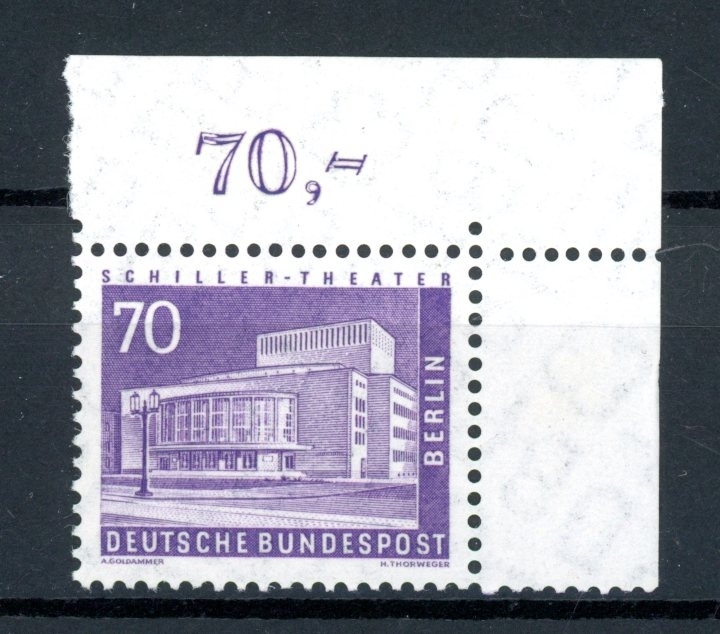 70,=
SCHILLER-THEATER
70
BERLIN
DEUTSCHE BUNDESPOST
A.GOLDAMMER H.THORWEGER